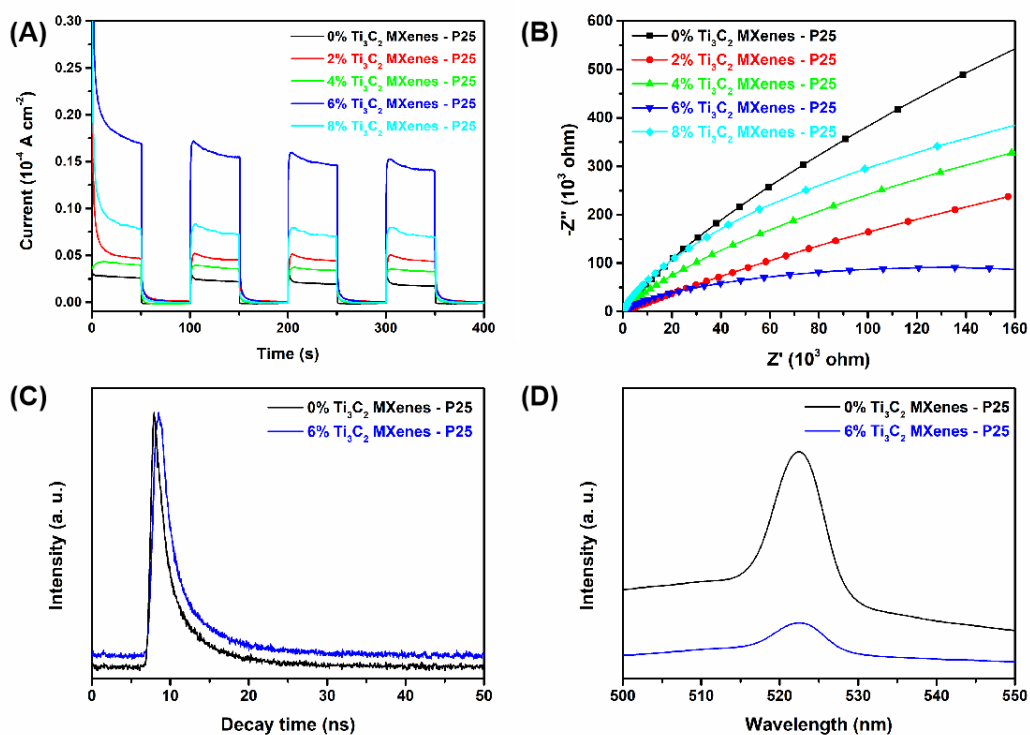 (A)
0% Ti₃C₂ MXenes - P25
2% Ti₃C₂ MXenes - P25
4% Ti₃C₂ MXenes - P25
6% Ti₃C₂ MXenes - P25
8% Ti₃C₂ MXenes - P25
Current (10⁻⁴ A cm⁻²)
0.30
0.25
0.20
0.15
0.10
0.05
0.00
0 100 200 300 400
Time (s)
(B)
0% Ti₃C₂ MXenes - P25
2% Ti₃C₂ MXenes - P25
4% Ti₃C₂ MXenes - P25
6% Ti₃C₂ MXenes - P25
8% Ti₃C₂ MXenes - P25
-Z'' (10³ ohm)
600
500
400
300
200
100
0
0 20 40 60 80 100 120 140 160
Z' (10³ ohm)
(C)
0% Ti₃C₂ MXenes - P25
6% Ti₃C₂ MXenes - P25
Intensity (a. u.)
0 10 20 30 40 50
Decay time (ns)
(D)
0% Ti₃C₂ MXenes - P25
6% Ti₃C₂ MXenes - P25
Intensity (a. u.)
500 510 520 530 540 550
Wavelength (nm)